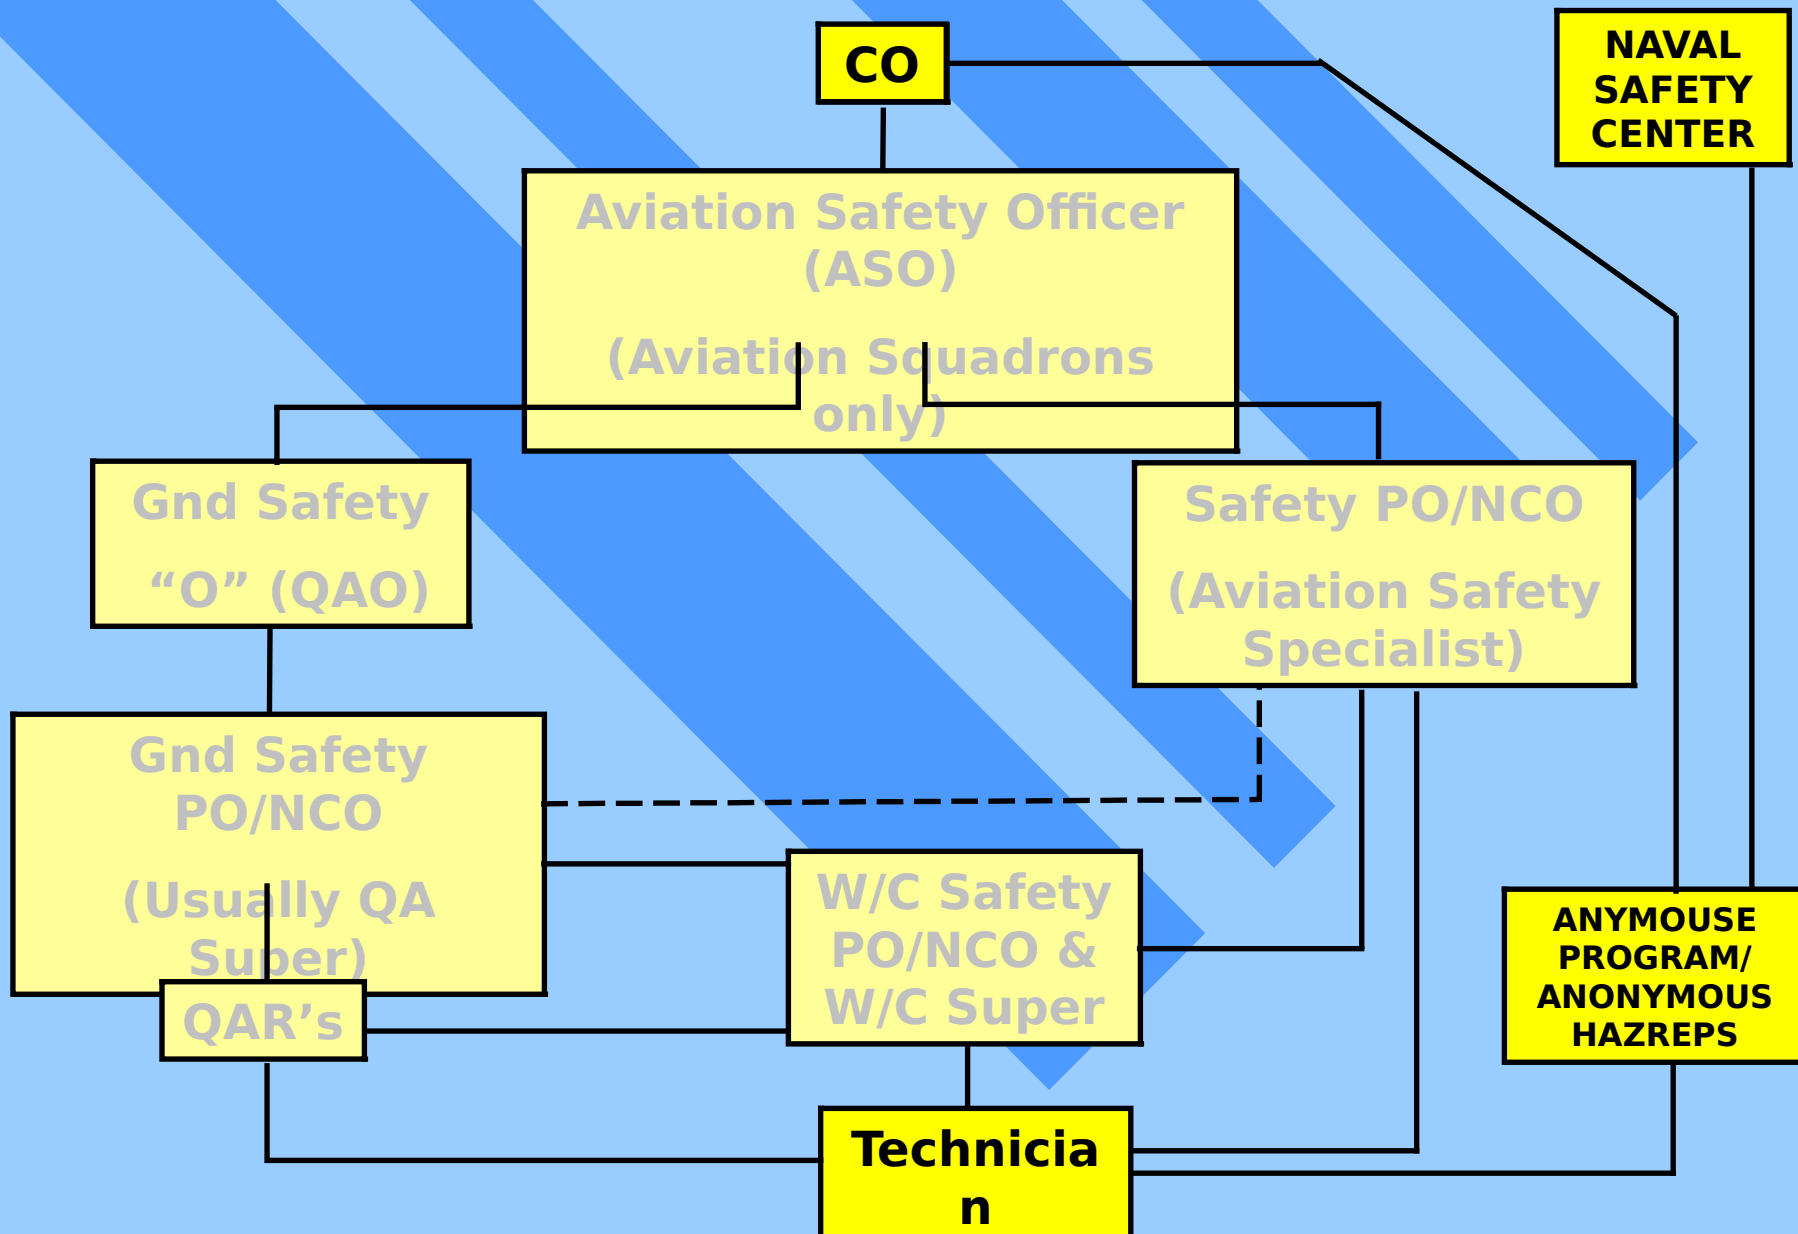 CO
NAVAL
SAFETY
CENTER
Aviation Safety Officer
(ASO)
(Aviation Squadrons
only)
Gnd Safety
“O” (QAO)
Safety PO/NCO
(Aviation Safety
Specialist)
Gnd Safety
PO/NCO
(Usually QA
Super)
QAR’s
W/C Safety
PO/NCO &
W/C Super
ANYMOUSE
PROGRAM/
ANONYMOUS
HAZREPS
Technicia
n